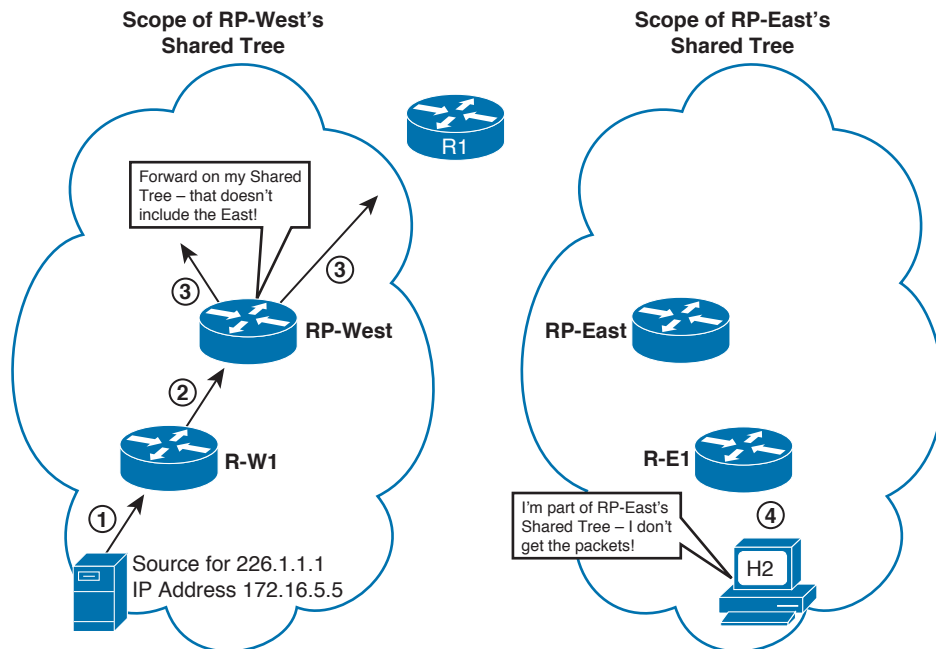 Scope of RP-West's
Shared Tree
Scope of RP-East's
Shared Tree
R1
Forward on my Shared
Tree – that doesn't
include the East!
3
3
RP-West
RP-East
2
R-W1
R-E1
1
I'm part of RP-East's
Shared Tree – I don't
get the packets!
4
Source for 226.1.1.1
IP Address 172.16.5.5
H2